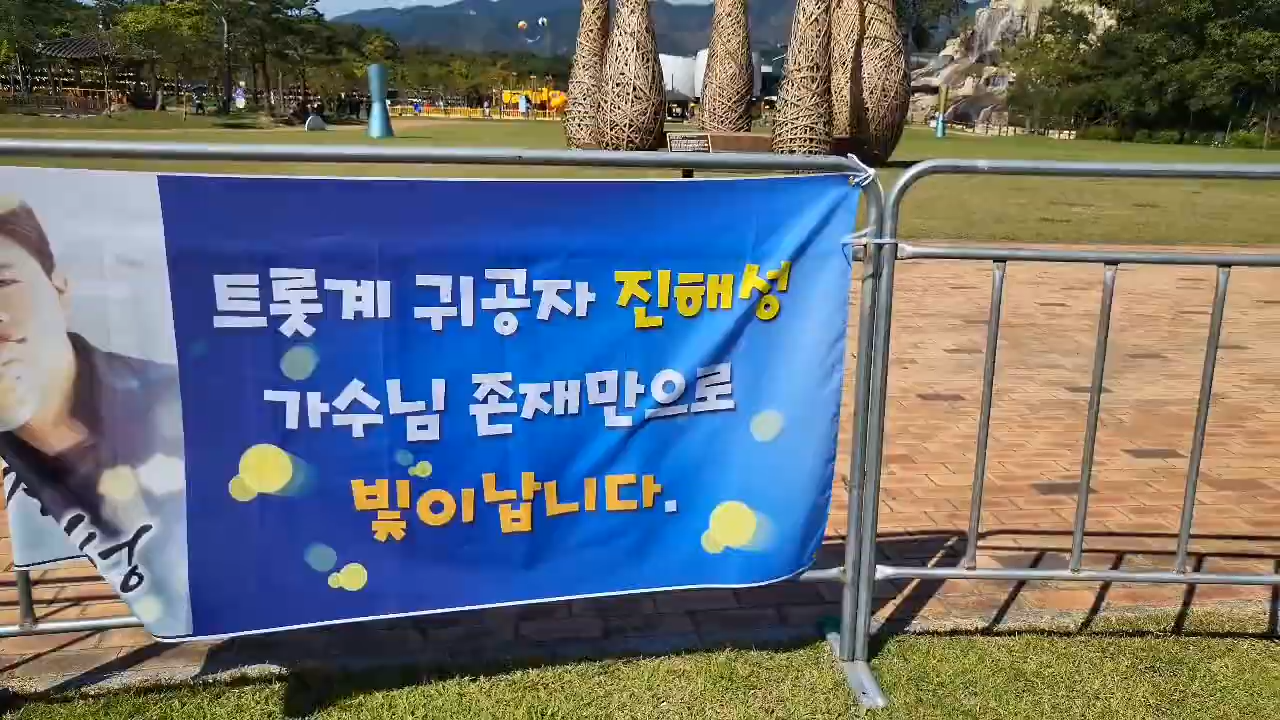 트롯계 귀공자 진해성
가수님 존재만으로
빛이납니다.